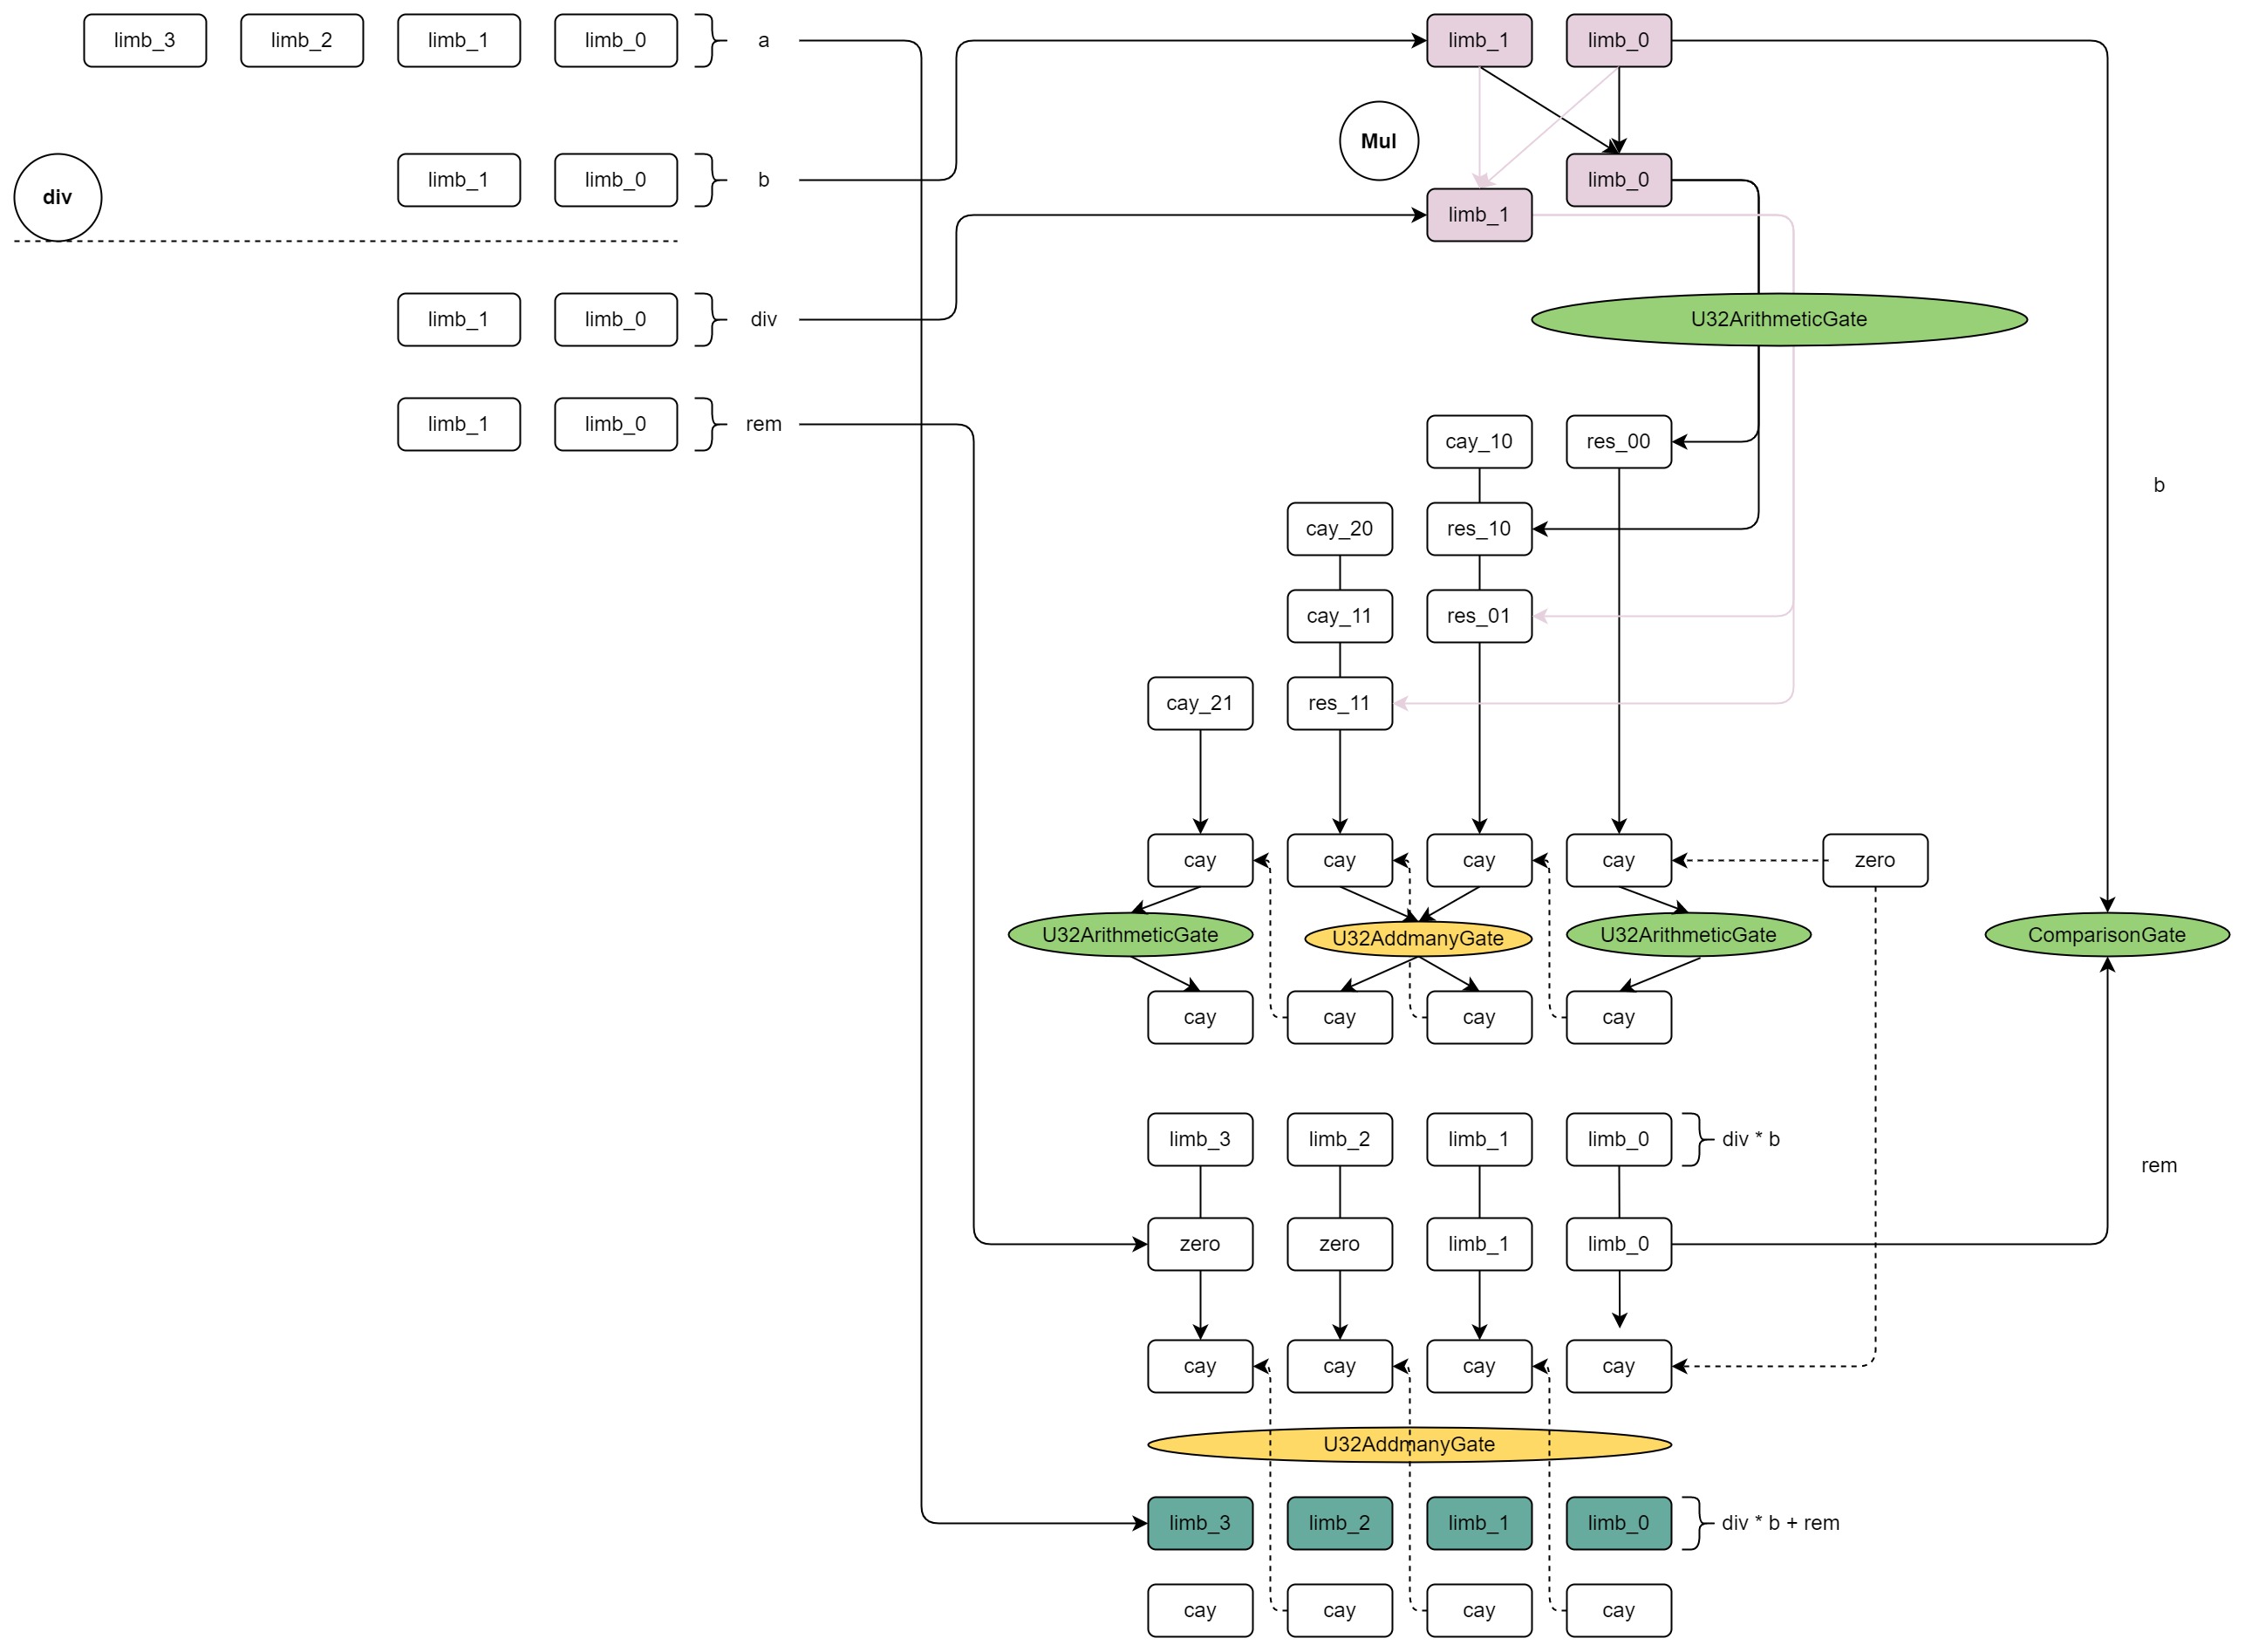 limb_3 limb_2 limb_1 limb_0 a limb_1 limb_0
Mul
limb_1 limb_0 b limb_0
div
limb_1
limb_1 limb_0 div U32ArithmeticGate
limb_1 limb_0 rem
cay_10 res_00
b
cay_20 res_10
cay_11 res_01
cay_21 res_11
cay cay cay cay zero
U32ArithmeticGate U32AddmanyGate U32ArithmeticGate ComparisonGate
cay cay cay cay
limb_3 limb_2 limb_1 limb_0 div * b
rem
zero zero limb_1 limb_0
cay cay cay cay
U32AddmanyGate
limb_3 limb_2 limb_1 limb_0 div * b + rem
cay cay cay cay